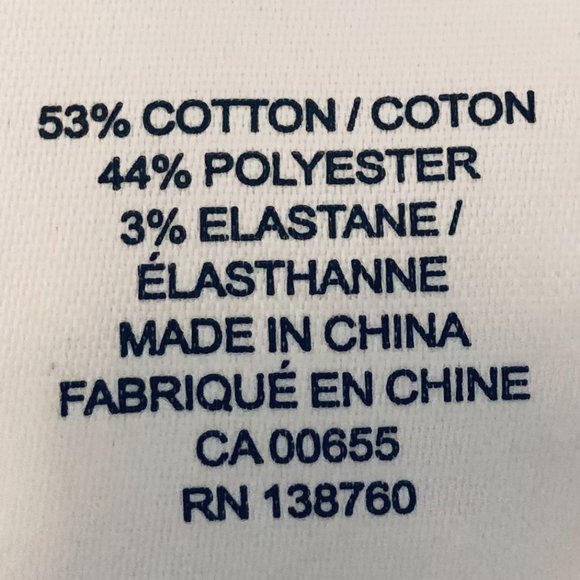 53% COTTON / COTON
44% POLYESTER
3% ELASTANE /
ÉLASTHANNE
MADE IN CHINA
FABRIQUÉ EN CHINE
CA 00655
RN 138760